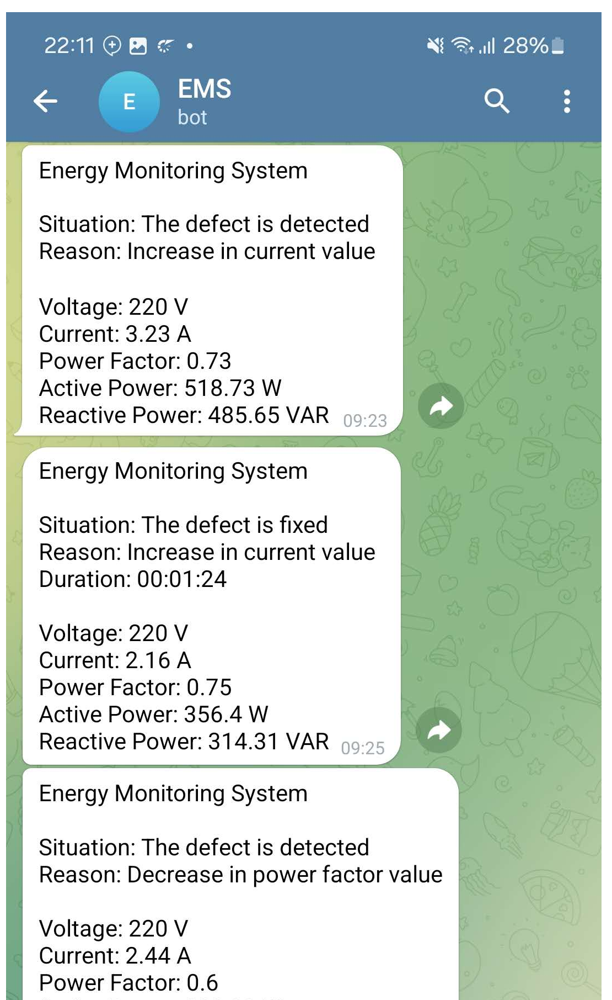 22:11
28%
E
EMS
bot
Energy Monitoring System
Situation: The defect is detected
Reason: Increase in current value
Voltage: 220 V
Current: 3.23 A
Power Factor: 0.73
Active Power: 518.73 W
Reactive Power: 485.65 VAR
09:23
Energy Monitoring System
Situation: The defect is fixed
Reason: Increase in current value
Duration: 00:01:24
Voltage: 220 V
Current: 2.16 A
Power Factor: 0.75
Active Power: 356.4 W
Reactive Power: 314.31 VAR
09:25
Energy Monitoring System
Situation: The defect is detected
Reason: Decrease in power factor value
Voltage: 220 V
Current: 2.44 A
Power Factor: 0.6